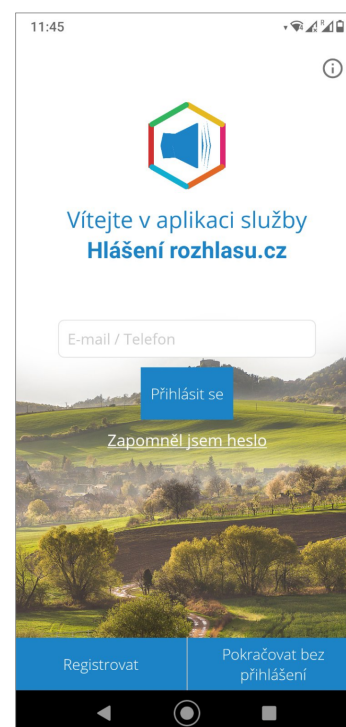 11:45
R
Vítejte v aplikaci služby
Hlášení rozhlasu.cz
E-mail / Telefon
Přihlásit se
Zapomněl jsem heslo
Registrovat
Pokračovat bez
přihlášení